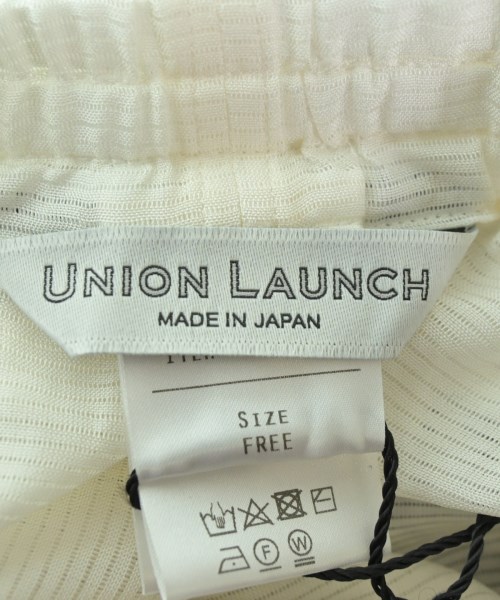 UNION LAUNCH
MADE IN JAPAN
SIZE
FREE
F W